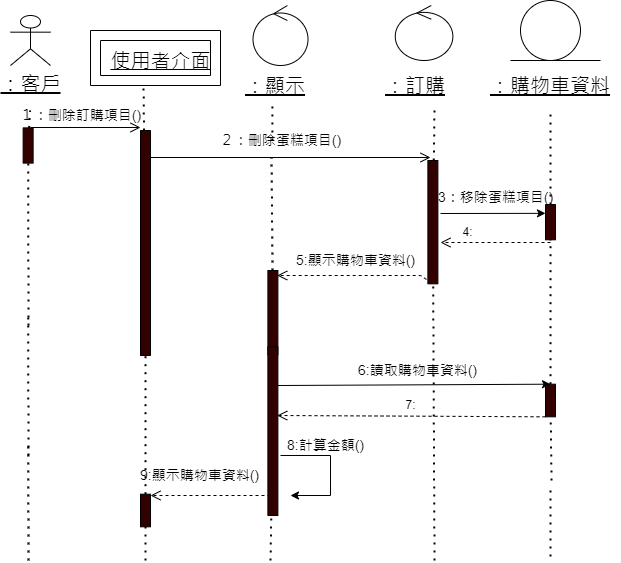 使用者介面
：客戶
：顯示
：訂購
：購物車資料
1：刪除訂購項目()
2：刪除蛋糕項目()
3：移除蛋糕項目()
4:
5:顯示購物車資料()
6:讀取購物車資料()
7:
8:計算金額()
9:顯示購物車資料()